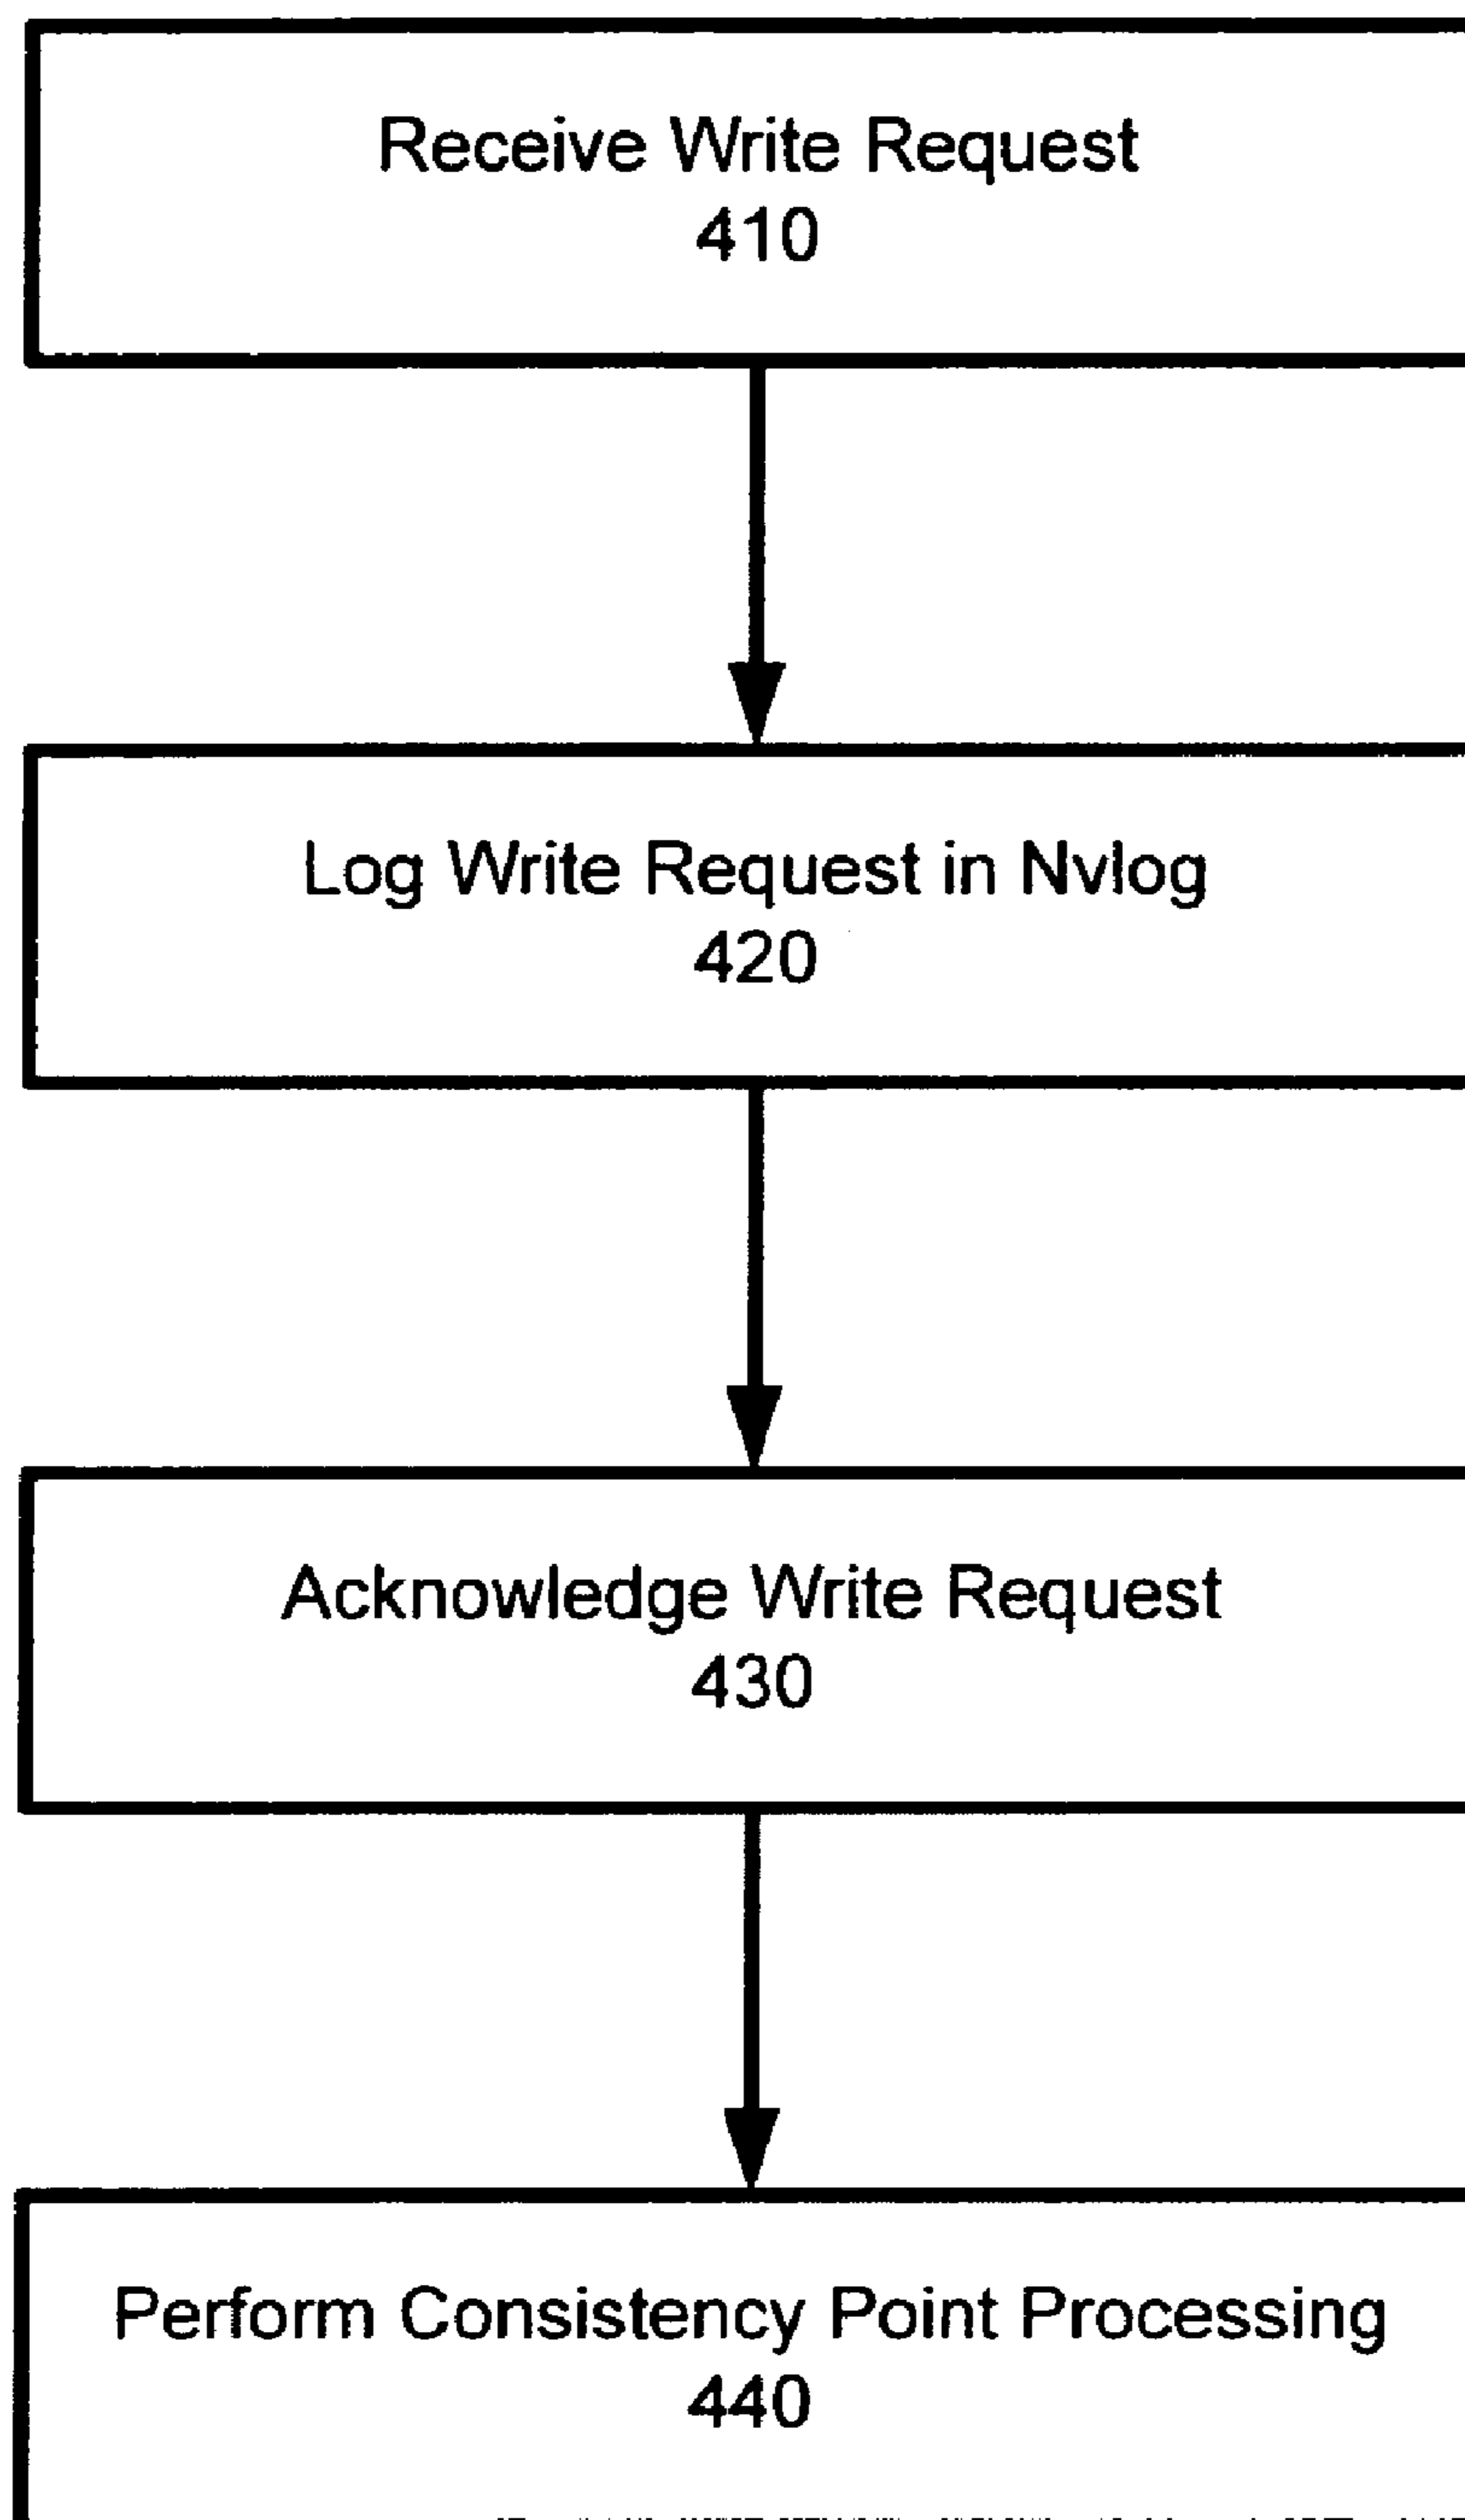 Receive Write Request
410
Log Write Request in Nvlog
420
Acknowledge Write Request
430
Perform Consistency Point Processing
440